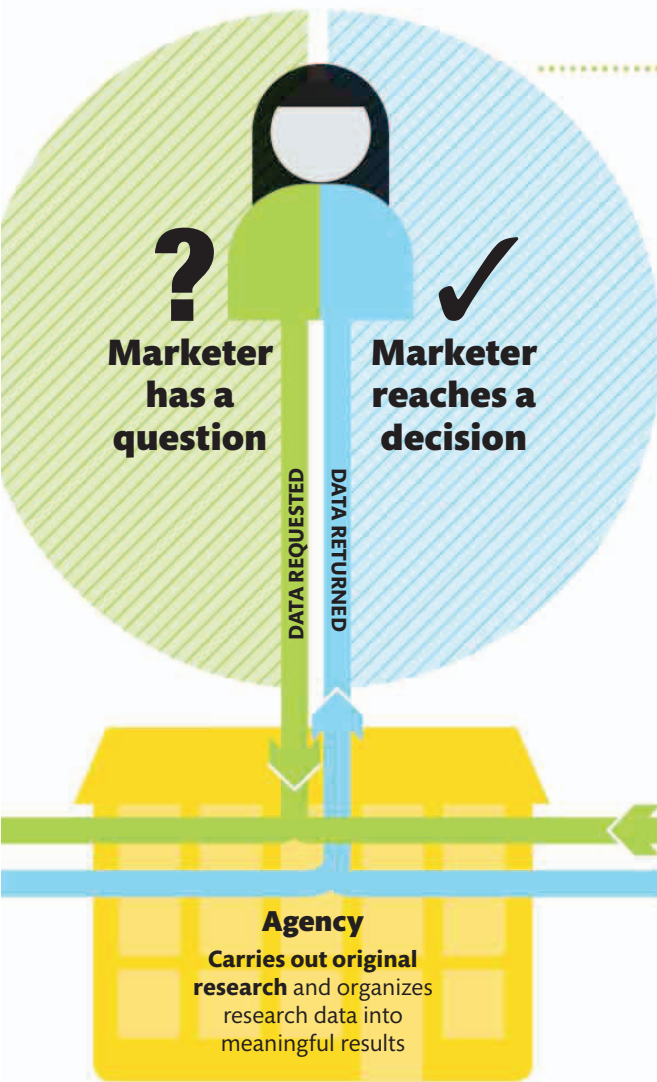 ?
Marketer
has a
question
✓
Marketer
reaches a
decision
DATA REQUESTED
DATA RETURNED
Agency
Carries out original
research and organizes
research data into
meaningful results